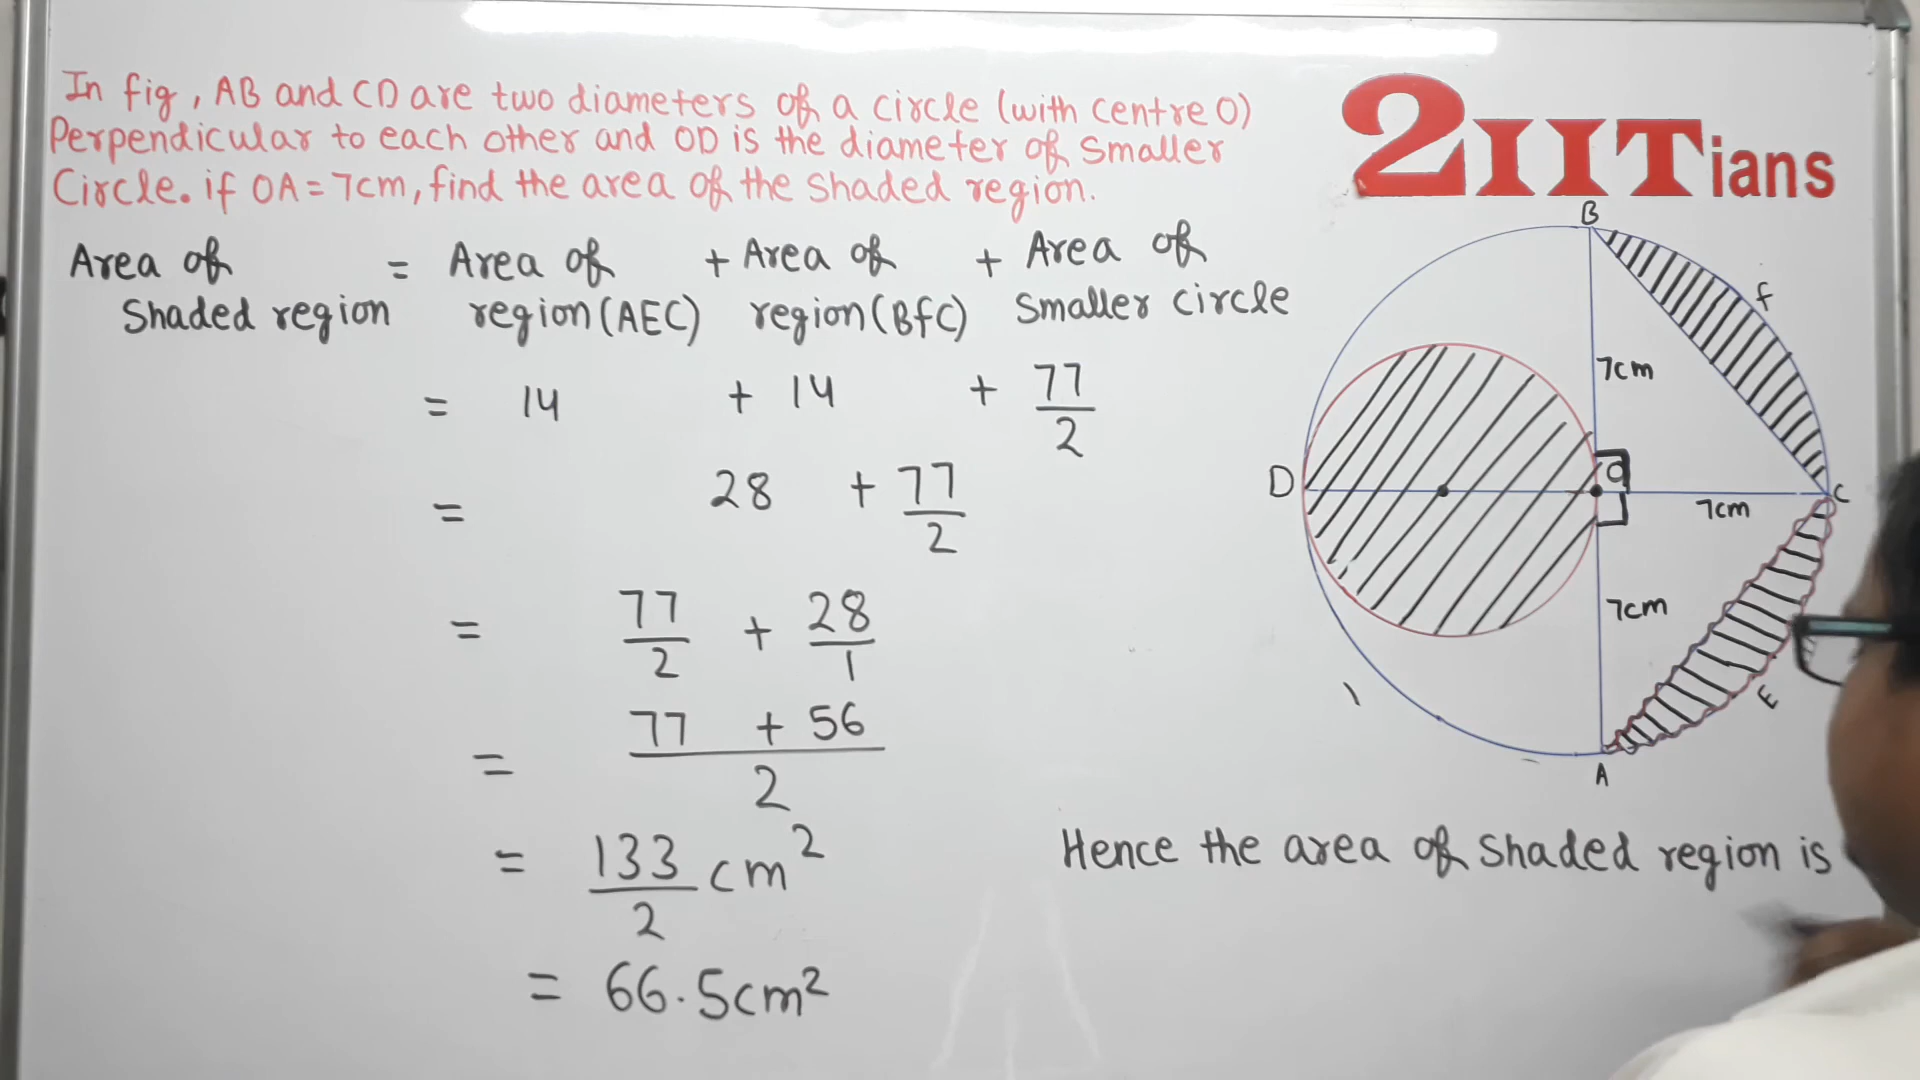 In fig, AB and CD are two diameters of a circle (with centre O)
Perpendicular to each other and OD is the diameter of smaller
Circle. if OA = 7cm, find the area of the shaded region.
2IITians
Area of = Area of + Area of + Area of
Shaded region region (AEC) region (BfC) Smaller circle
= 14 + 14 + 77/2
= 28 + 77/2
= 77/2 + 28/1
= 77 + 56 / 2
= 133/2 cm²
= 66.5cm²
B
f
7cm
D
O
C
7cm
7cm
E
A
Hence the area of shaded region is